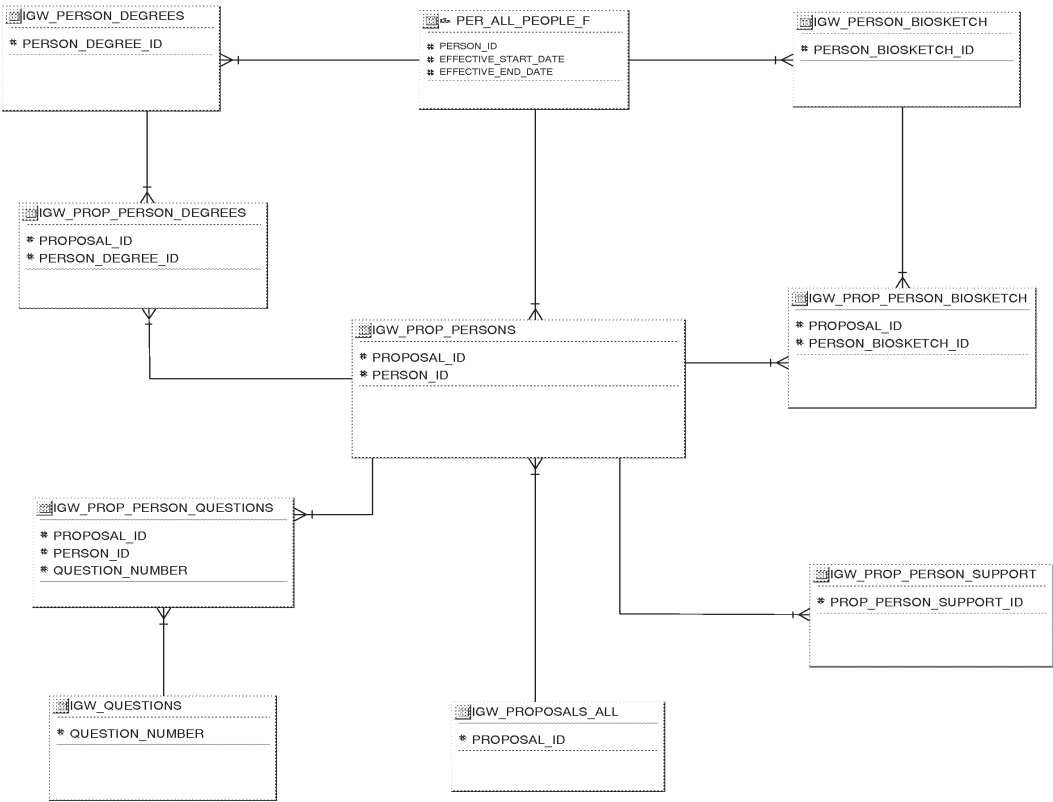 IGW_PERSON_DEGREES
# PERSON_DEGREE_ID
PER_ALL_PEOPLE_F
# PERSON_ID
# EFFECTIVE_START_DATE
# EFFECTIVE_END_DATE
IGW_PERSON_BIOSKETCH
# PERSON_BIOSKETCH_ID
IGW_PROP_PERSON_DEGREES
# PROPOSAL_ID
# PERSON_DEGREE_ID
IGW_PROP_PERSONS
# PROPOSAL_ID
# PERSON_ID
IGW_PROP_PERSON_BIOSKETCH
# PROPOSAL_ID
# PERSON_BIOSKETCH_ID
IGW_PROP_PERSON_QUESTIONS
# PROPOSAL_ID
# PERSON_ID
# QUESTION_NUMBER
IGW_PROP_PERSON_SUPPORT
# PROP_PERSON_SUPPORT_ID
IGW_QUESTIONS
# QUESTION_NUMBER
IGW_PROPOSALS_ALL
# PROPOSAL_ID